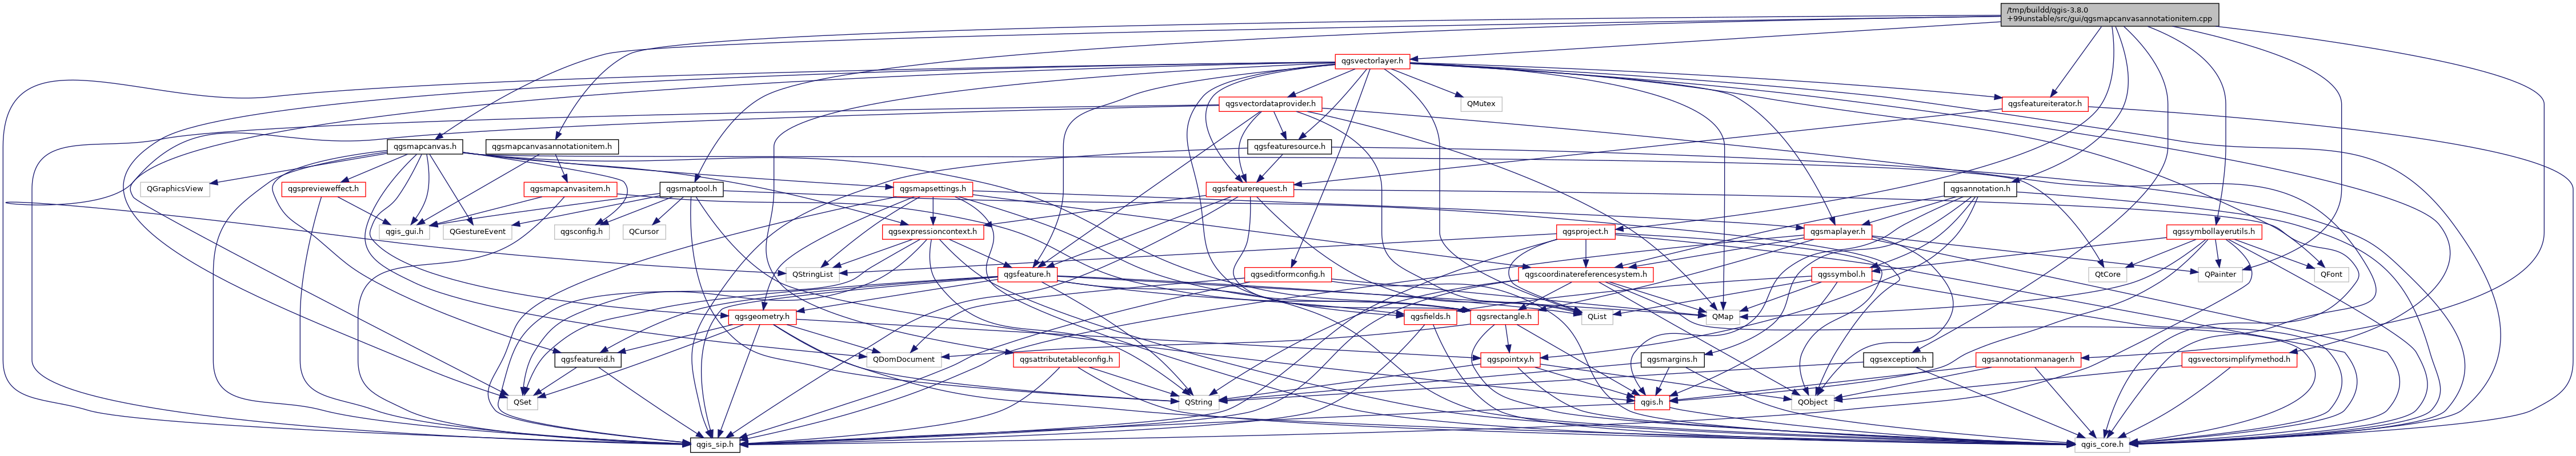 /tmp/buildd/qgis-3.8.0
+99unstable/src/gui/qgsmapcanvasannotationitem.cpp
qgsvectorlayer.h
qgsvectordataprovider.h
QMutex
qgsfeatureiterator.h
qgsmapcanvas.h
qgsmapcanvasannotationitem.h
qgsfeaturesource.h
QGraphicsView
qgsprevieweffect.h
qgsmapcanvasitem.h
qgsmaptool.h
qgsmapsettings.h
qgsfeaturerequest.h
qgsannotation.h
qgis_gui.h
QGestureEvent
qgsconfig.h
QCursor
qgsexpressioncontext.h
qgsproject.h
qgsmaplayer.h
qgssymbollayerutils.h
QStringList
qgsfeature.h
qgseditformconfig.h
qgscoordinatereferencesystem.h
qgssymbol.h
QtCore
QPainter
QFont
qgsgeometry.h
qgsfields.h
qgsrectangle.h
QList
QMap
qgsfeatureid.h
QDomDocument
qgsattributetableconfig.h
qgspointxy.h
qgsmargins.h
qgsexception.h
qgsannotationmanager.h
qgsvectorsimplifymethod.h
QSet
QString
qgis.h
QObject
qgis_sip.h
qgis_core.h